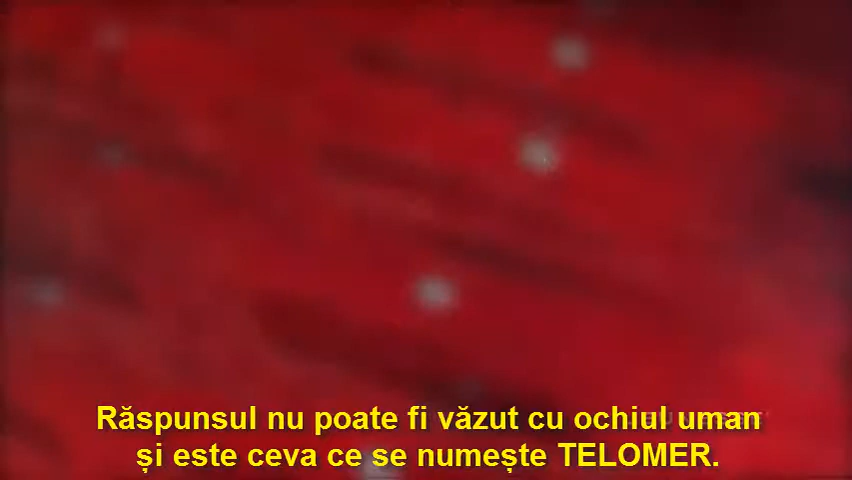 Răspunsul nu poate fi văzut cu ochiul uman
și este ceva ce se numește TELOMER.